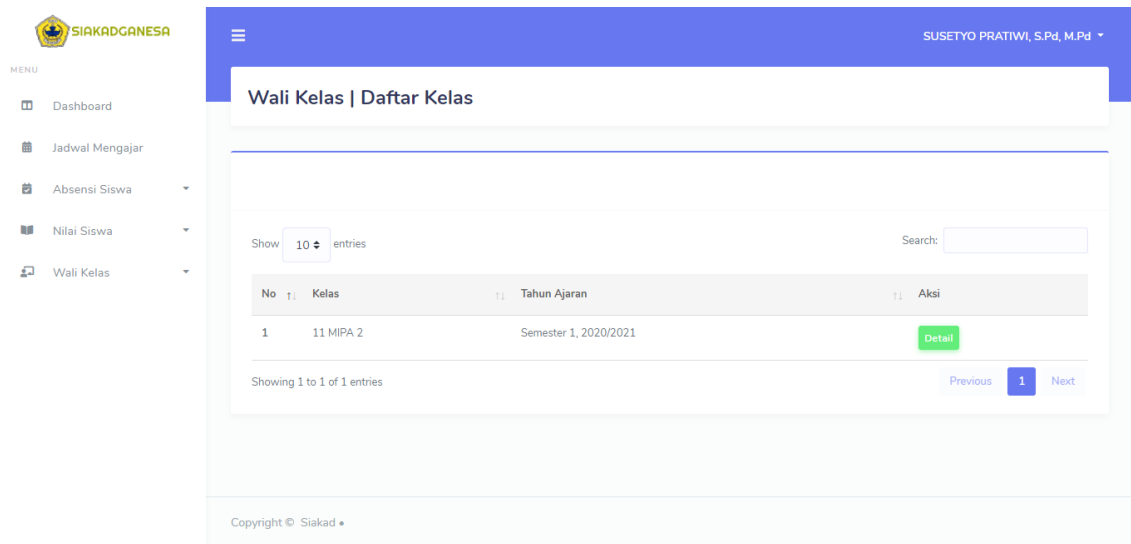 SIAKADGANESA
SUSETYO PRATIWI, S.Pd, M.Pd
MENU
Dashboard
Jadwal Mengajar
Absensi Siswa
Nilai Siswa
Wali Kelas
Wali Kelas | Daftar Kelas
Show 10 entries
Search:
No Kelas Tahun Ajaran Aksi
1 11 MIPA 2 Semester 1, 2020/2021 Detail
Showing 1 to 1 of 1 entries
Previous 1 Next
Copyright © Siakad •